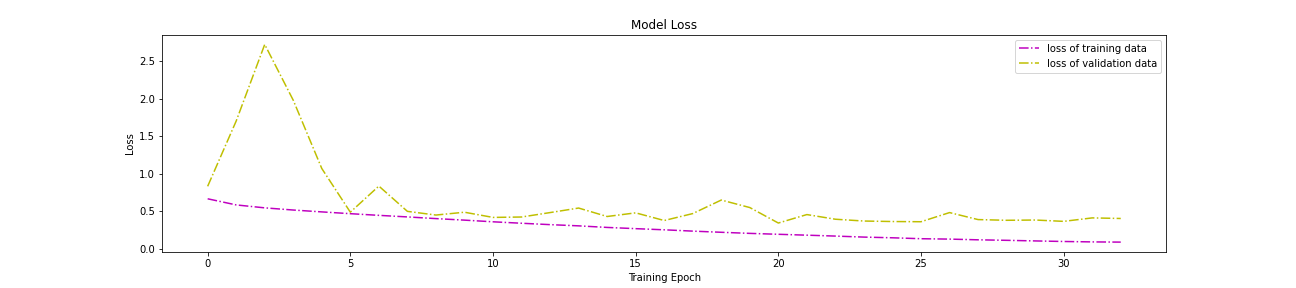 Model Loss
loss of training data
loss of validation data
Loss
2.5
2.0
1.5
1.0
0.5
0.0
0 5 10 15 20 25 30
Training Epoch